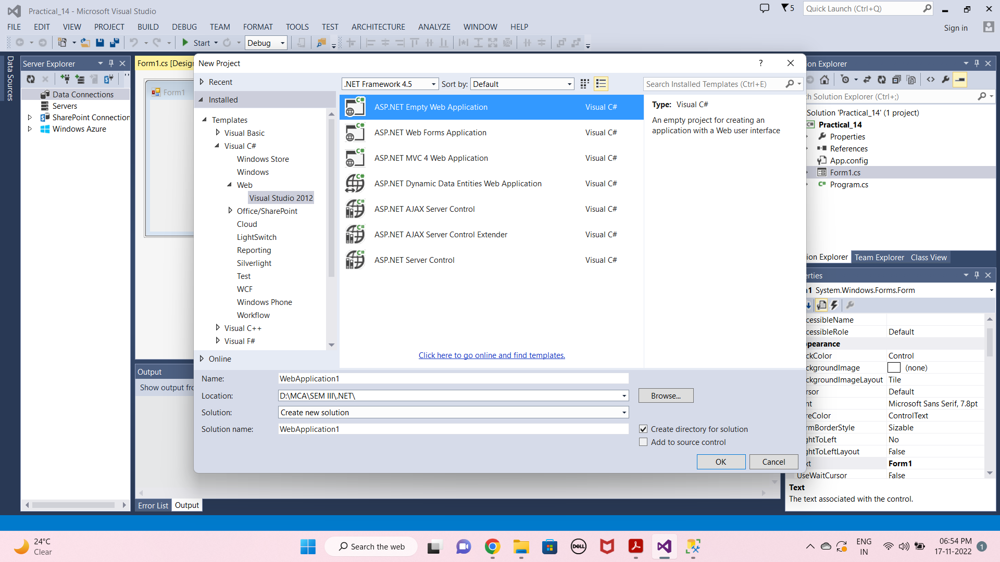 Practical_14 - Microsoft Visual Studio
5
Quick Launch (Ctrl+Q)
FILE EDIT VIEW PROJECT BUILD DEBUG TEAM FORMAT TOOLS TEST ARCHITECTURE ANALYZE WINDOW HELP
Sign in
Start
Debug
Data Sources
Server Explorer
Data Connections
Servers
SharePoint Connection
Windows Azure
Form1.cs [Design
Form1
Output
Show output fro
Error List
Output
New Project
?
Recent
Installed
Templates
Visual Basic
Visual C#
Windows Store
Windows
Web
Visual Studio 2012
Office/SharePoint
Cloud
LightSwitch
Reporting
Silverlight
Test
WCF
Windows Phone
Workflow
Visual C++
Visual F#
Online
.NET Framework 4.5
Sort by: Default
Search Installed Templates (Ctrl+E)
ASP.NET Empty Web Application Visual C#
ASP.NET Web Forms Application Visual C#
ASP.NET MVC 4 Web Application Visual C#
ASP.NET Dynamic Data Entities Web Application Visual C#
ASP.NET AJAX Server Control Visual C#
ASP.NET AJAX Server Control Extender Visual C#
ASP.NET Server Control Visual C#
Click here to go online and find templates.
Type: Visual C#
An empty project for creating an
application with a Web user interface
Name: WebApplication1
Location: D:\MCA\SEM III\.NET\
Browse...
Solution: Create new solution
Solution name: WebApplication1
Create directory for solution
Add to source control
OK
Cancel
ion Explorer
ch Solution Explorer (Ctrl+;)
Solution 'Practical_14' (1 project)
C# Practical_14
Properties
References
App.config
Form1.cs
C# Program.cs
ion Explorer Team Explorer Class View
erties
1 System.Windows.Forms.Form
cessibleName
cessibleRole Default
ppearance
ckColor Control
ckgroundImage (none)
ckgroundImageLayout Tile
rsor Default
nt Microsoft Sans Serif, 7.8pt
reColor ControlText
rmBorderStyle Sizable
ghtToLeft No
ghtToLeftLayout False
xt Form1
UseWaitCursor False
Text
The text associated with the control.
24°C
Clear
Search the web
DELL
ENG
IN
06:54 PM
17-11-2022
1